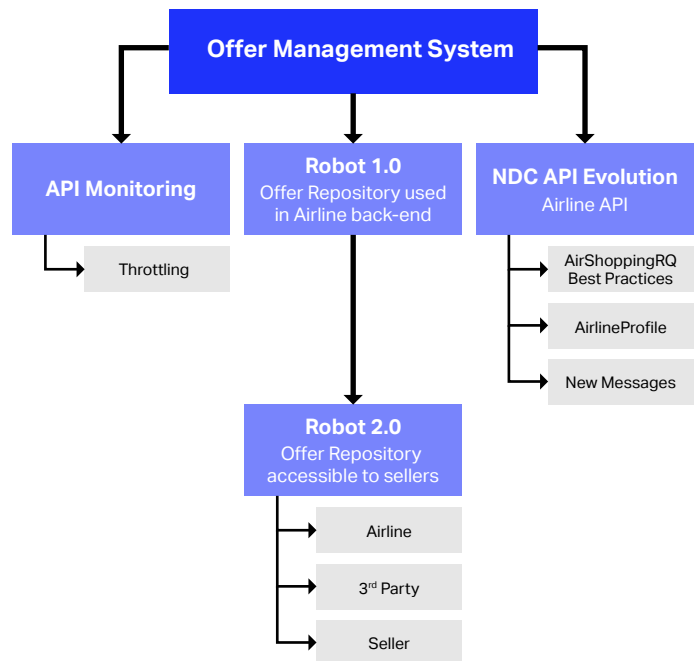 Offer Management System
API Monitoring
Throttling
Robot 1.0
Offer Repository used
in Airline back-end
NDC API Evolution
Airline API
AirShoppingRQ
Best Practices
AirlineProfile
New Messages
Robot 2.0
Offer Repository
accessible to sellers
Airline
3rd Party
Seller